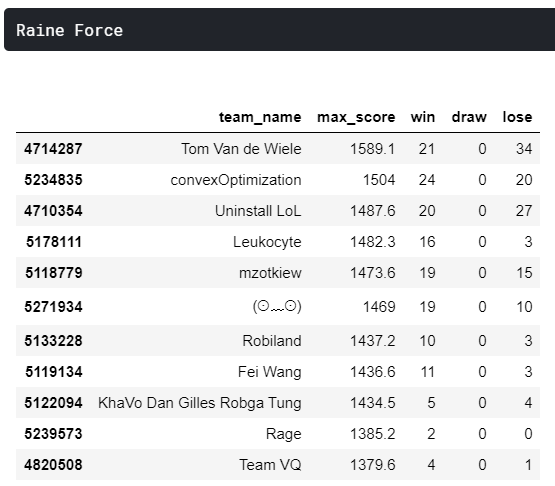 Raine Force
team_name max_score win draw lose
4714287 Tom Van de Wiele 1589.1 21 0 34
5234835 convexOptimization 1504 24 0 20
4710354 Uninstall LoL 1487.6 20 0 27
5178111 Leukocyte 1482.3 16 0 3
5118779 mzotkiew 1473.6 19 0 15
5271934 (ʘ﹏ʘ) 1469 19 0 10
5133228 Robiland 1437.2 10 0 3
5119134 Fei Wang 1436.6 11 0 3
5122094 KhaVo Dan Gilles Robga Tung 1434.5 5 0 4
5239573 Rage 1385.2 2 0 0
4820508 Team VQ 1379.6 4 0 1